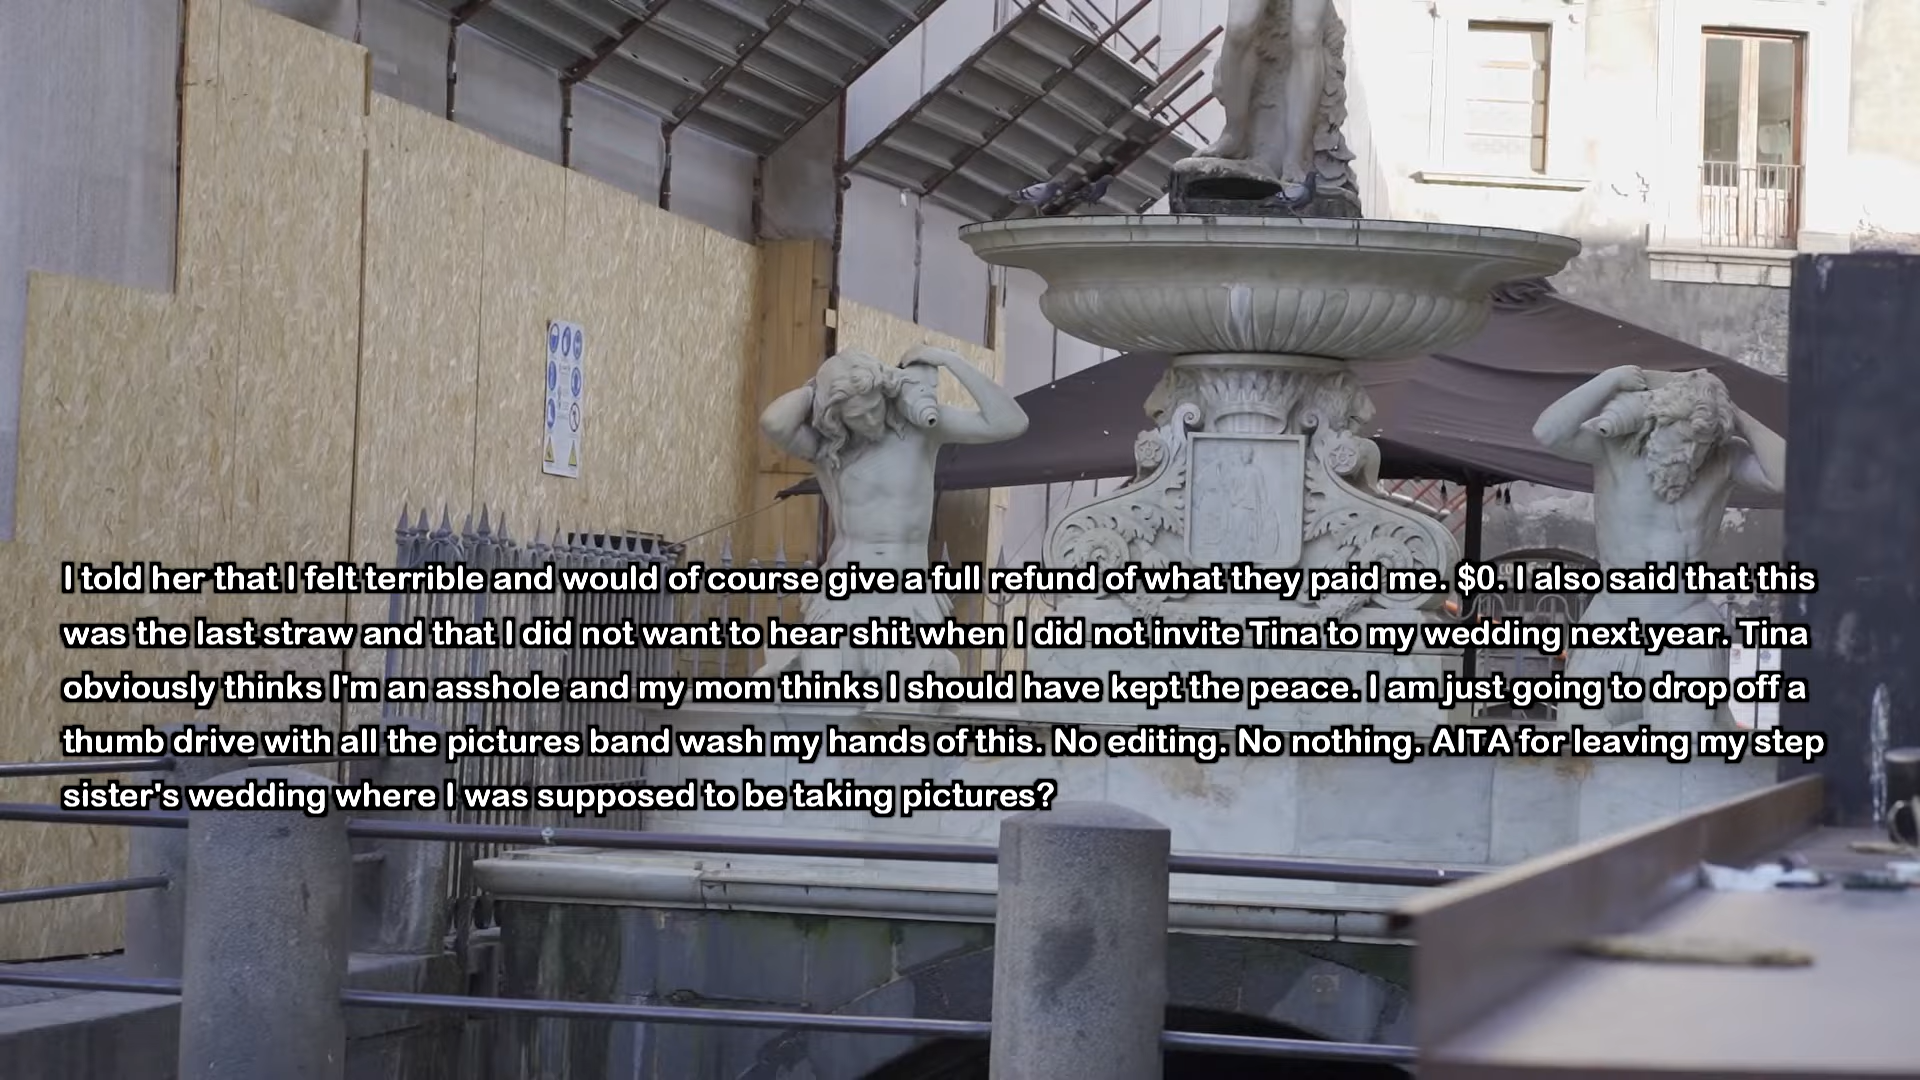 I told her that I felt terrible and would of course give a full refund of what they paid me. $0. I also said that this
was the last straw and that I did not want to hear shit when I did not invite Tina to my wedding next year. Tina
obviously thinks I'm an asshole and my mom thinks I should have kept the peace. I am just going to drop off a
thumb drive with all the pictures band wash my hands of this. No editing. No nothing. AITA for leaving my step
sister's wedding where I was supposed to be taking pictures?